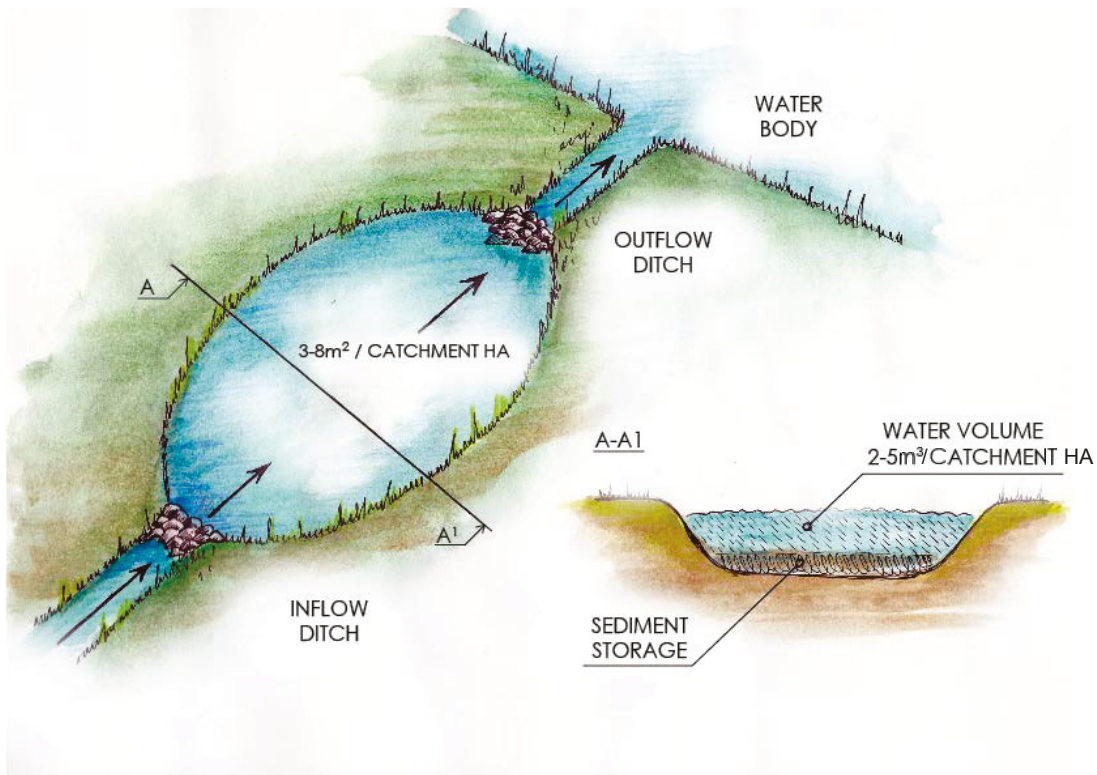 WATER
BODY
OUTFLOW
DITCH
A
3-8m² / CATCHMENT HA
A¹
INFLOW
DITCH
A-A1
WATER VOLUME
2-5m³/CATCHMENT HA
SEDIMENT
STORAGE